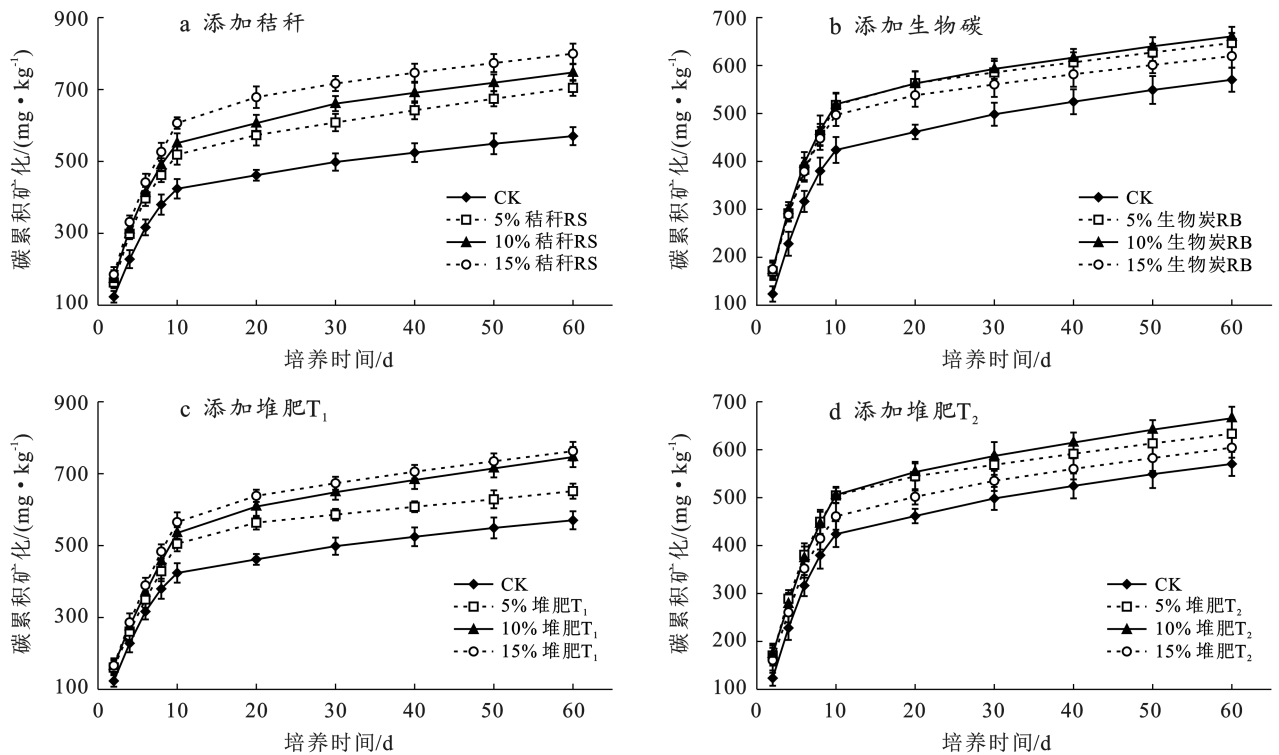 a 添加秸秆
碳累积矿化/(mg·kg⁻¹)
900
700
500
300
100
CK
5% 秸秆RS
10% 秸秆RS
15% 秸秆RS
0 10 20 30 40 50 60
培养时间/d
b 添加生物碳
碳累积矿化/(mg·kg⁻¹)
700
600
500
400
300
200
100
CK
5% 生物炭RB
10% 生物炭RB
15% 生物炭RB
0 10 20 30 40 50 60
培养时间/d
c 添加堆肥T₁
碳累积矿化/(mg·kg⁻¹)
900
700
500
300
100
CK
5% 堆肥T₁
10% 堆肥T₁
15% 堆肥T₁
0 10 20 30 40 50 60
培养时间/d
d 添加堆肥T₂
碳累积矿化/(mg·kg⁻¹)
700
600
500
400
300
200
100
CK
5% 堆肥T₂
10% 堆肥T₂
15% 堆肥T₂
0 10 20 30 40 50 60
培养时间/d